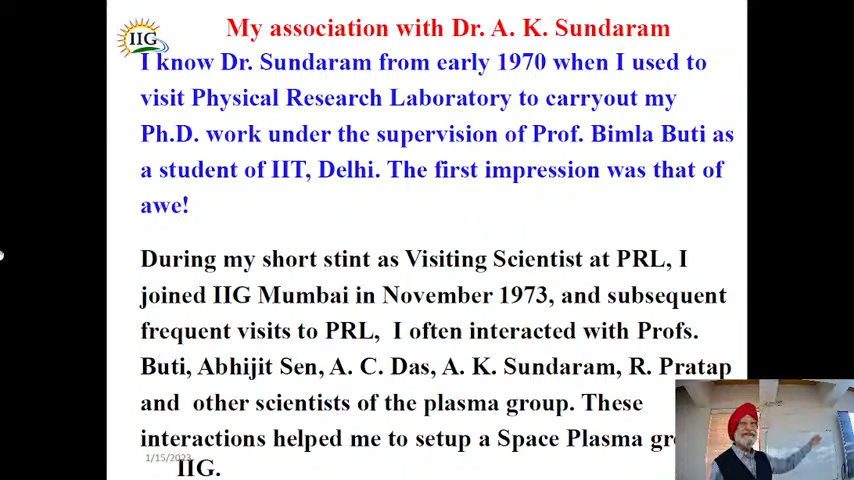 IIG
My association with Dr. A. K. Sundaram
I know Dr. Sundaram from early 1970 when I used to
visit Physical Research Laboratory to carryout my
Ph.D. work under the supervision of Prof. Bimla Buti as
a student of IIT, Delhi. The first impression was that of
awe!
During my short stint as Visiting Scientist at PRL, I
joined IIG Mumbai in November 1973, and subsequent
frequent visits to PRL, I often interacted with Profs.
Buti, Abhijit Sen, A. C. Das, A. K. Sundaram, R. Pratap
and other scientists of the plasma group. These
interactions helped me to setup a Space Plasma
1/15/2023
IIG.